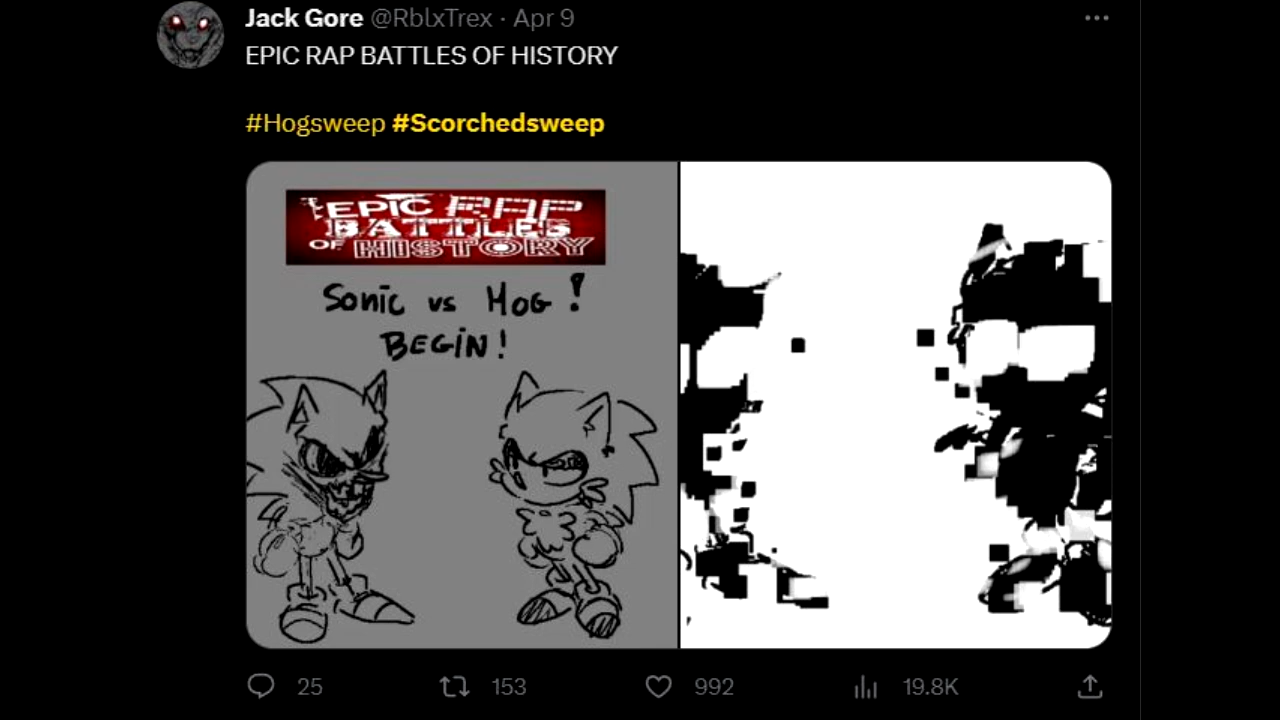 Jack Gore @RblxTrex · Apr 9
EPIC RAP BATTLES OF HISTORY
#Hogsweep #Scorchedsweep
EPIC RAP
BATTLES
OF HISTORY
Sonic vs HOG!
BEGIN!
25 153 992 19.8K